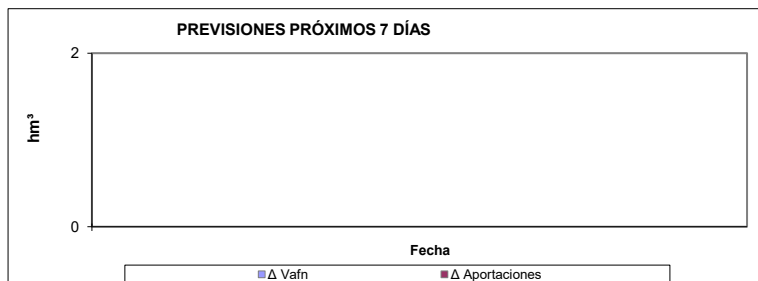 PREVISIONES PRÓXIMOS 7 DÍAS
2
hm³
0
Fecha
Δ Vafn
Δ Aportaciones